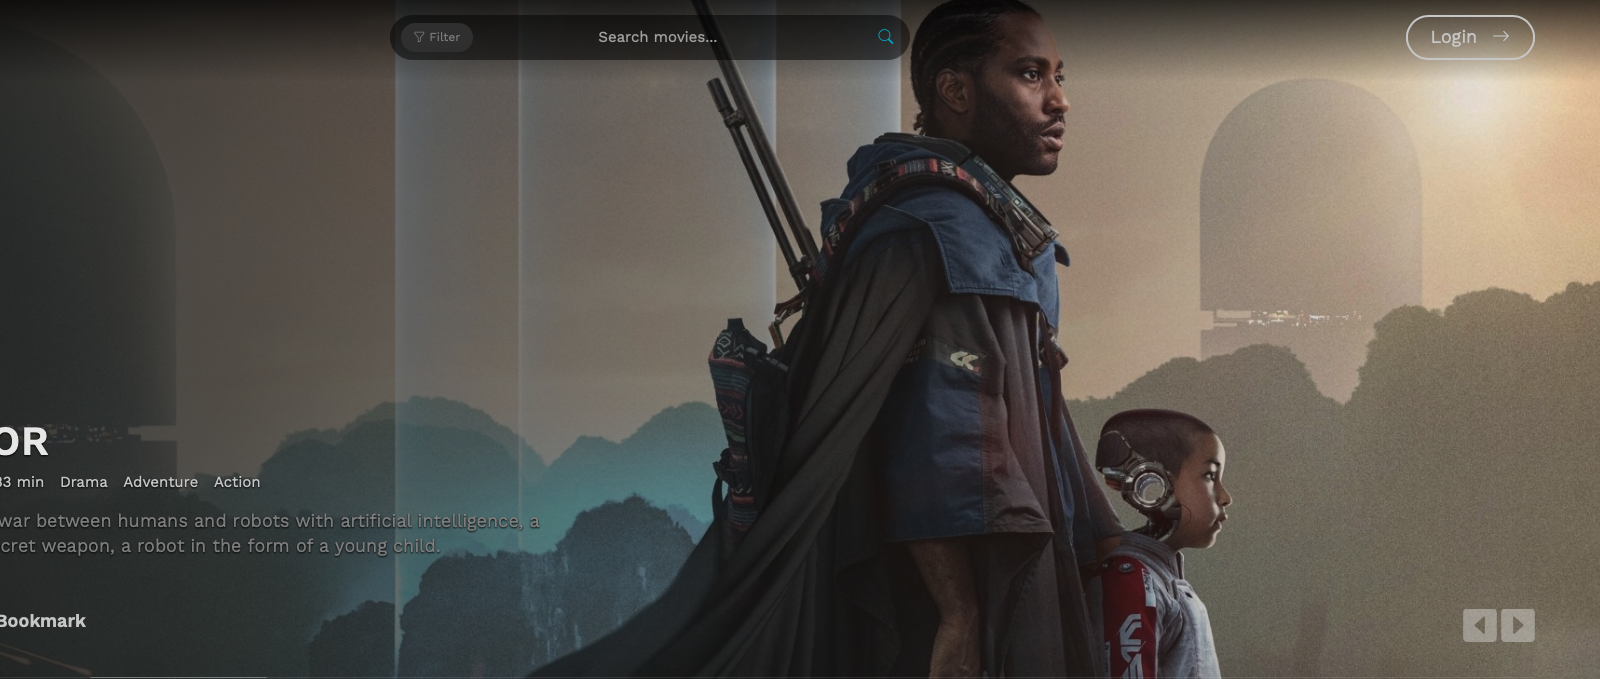 Filter
Search movies...
Login
OR
33 min Drama Adventure Action
war between humans and robots with artificial intelligence, a
cret weapon, a robot in the form of a young child.
Bookmark